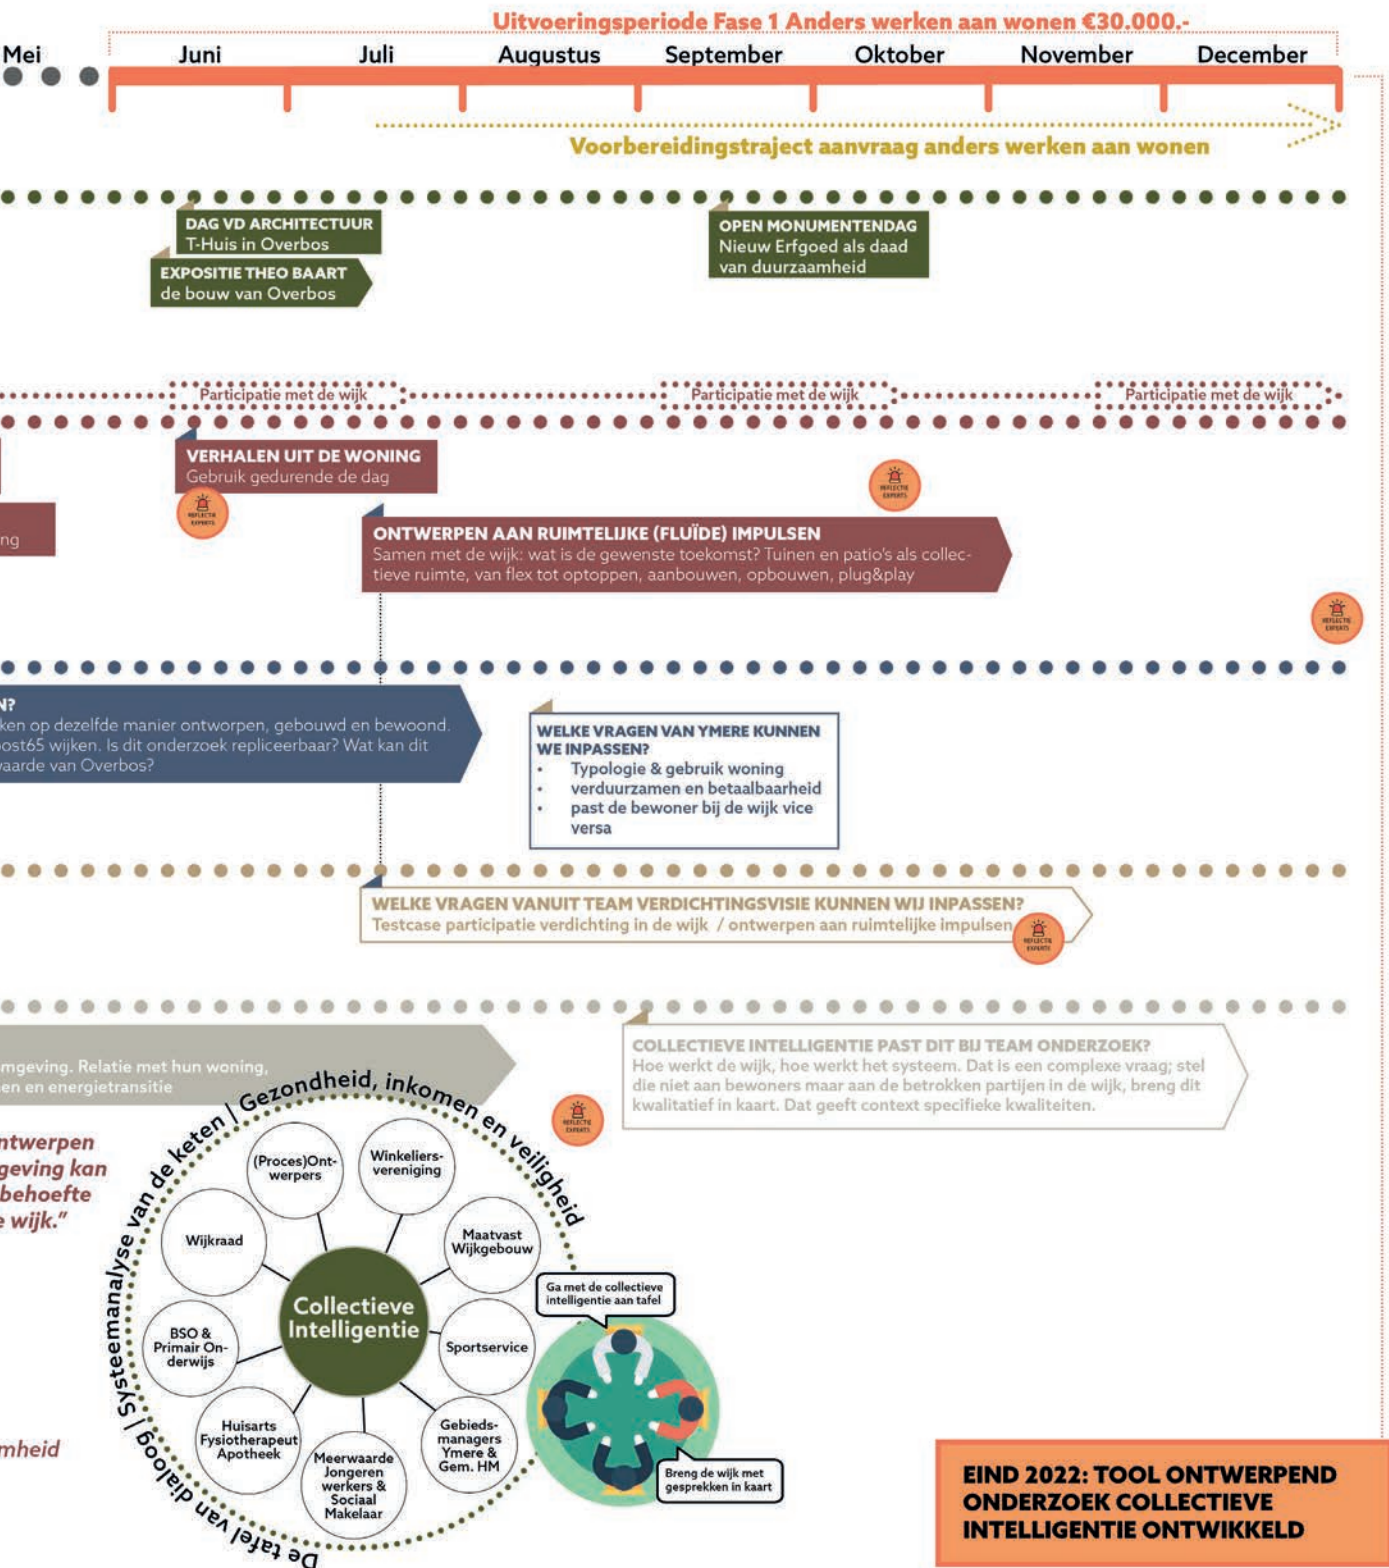 Uitvoeringsperiode Fase 1 Anders werken aan wonen €30.000.-
Mei
Juni
Juli
Augustus
September
Oktober
November
December
Voorbereidingstraject aanvraag anders werken aan wonen
DAG VD ARCHITECTUUR
T-Huis in Overbos
EXPOSITIE THEO BAART
de bouw van Overbos
OPEN MONUMENTENDAG
Nieuw Erfgoed als daad
van duurzaamheid
Participatie met de wijk
Participatie met de wijk
Participatie met de wijk
VERHALEN UIT DE WONING
Gebruik gedurende de dag
REFLECTIE
EXPERTS
REFLECTIE
EXPERTS
ng
ONTWERPEN AAN RUIMTELIJKE (FLUÏDE) IMPULSEN
Samen met de wijk: wat is de gewenste toekomst? Tuinen en patio's als collec-
tieve ruimte, van flex tot optoppen, aanbouwen, opbouwen, plug&play
REFLECTIE
EXPERTS
N?
ken op dezelfde manier ontworpen, gebouwd en bewoond.
ost65 wijken. Is dit onderzoek repliceerbaar? Wat kan dit
aarde van Overbos?
WELKE VRAGEN VAN YMERE KUNNEN
WE INPASSEN?
• Typologie & gebruik woning
• verduurzamen en betaalbaarheid
• past de bewoner bij de wijk vice
versa
WELKE VRAGEN VANUIT TEAM VERDICHTINGSVISIE KUNNEN WIJ INPASSEN?
Testcase participatie verdichting in de wijk / ontwerpen aan ruimtelijke impulsen
REFLECTIE
EXPERTS
mgeving. Relatie met hun woning,
en en energietransitie
COLLECTIEVE INTELLIGENTIE PAST DIT BIJ TEAM ONDERZOEK?
Hoe werkt de wijk, hoe werkt het systeem. Dat is een complexe vraag; stel
die niet aan bewoners maar aan de betrokken partijen in de wijk, breng dit
kwalitatief in kaart. Dat geeft context specifieke kwaliteiten.
REFLECTIE
EXPERTS
ntwerpen
geving kan
behoefte
e wijk.”
De tafel van dialoog | Systeemanalyse van de keten | Gezondheid, inkomen en veiligheid
(Proces)Ont-
werpers
Winkeliers-
vereniging
Wijkraad
Maatvast
Wijkgebouw
Collectieve
Intelligentie
BSO &
Primair On-
derwijs
Sportservice
Huisarts
Fysiotherapeut
Apotheek
Meerwaarde
Jongeren
werkers &
Sociaal
Makelaar
Gebieds-
managers
Ymere &
Gem. HM
Ga met de collectieve
intelligentie aan tafel
Breng de wijk met
gesprekken in kaart
mheid
EIND 2022: TOOL ONTWERPEND
ONDERZOEK COLLECTIEVE
INTELLIGENTIE ONTWIKKELD